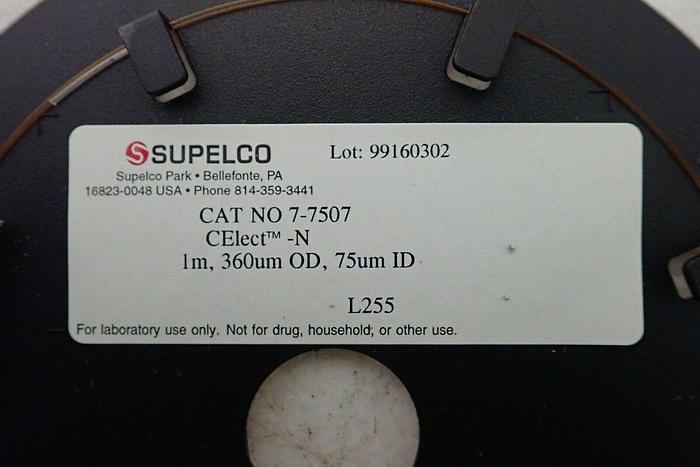 SUPELCO
Lot: 99160302
Supelco Park • Bellefonte, PA
16823-0048 USA • Phone 814-359-3441
CAT NO 7-7507
CElect™ -N
1m, 360um OD, 75um ID
L255
For laboratory use only. Not for drug, household, or other use.